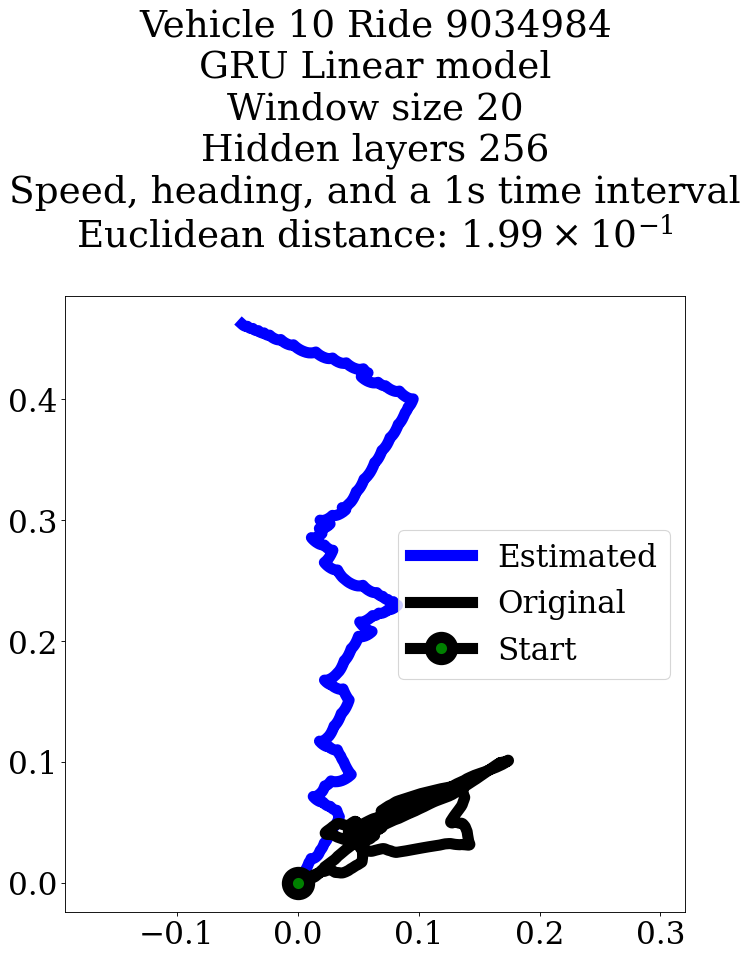 Vehicle 10 Ride 9034984
GRU Linear model
Window size 20
Hidden layers 256
Speed, heading, and a 1s time interval
Euclidean distance: 1.99 × 10⁻¹
0.4
0.3
0.2
0.1
0.0
Estimated
Original
Start
−0.1 0.0 0.1 0.2 0.3